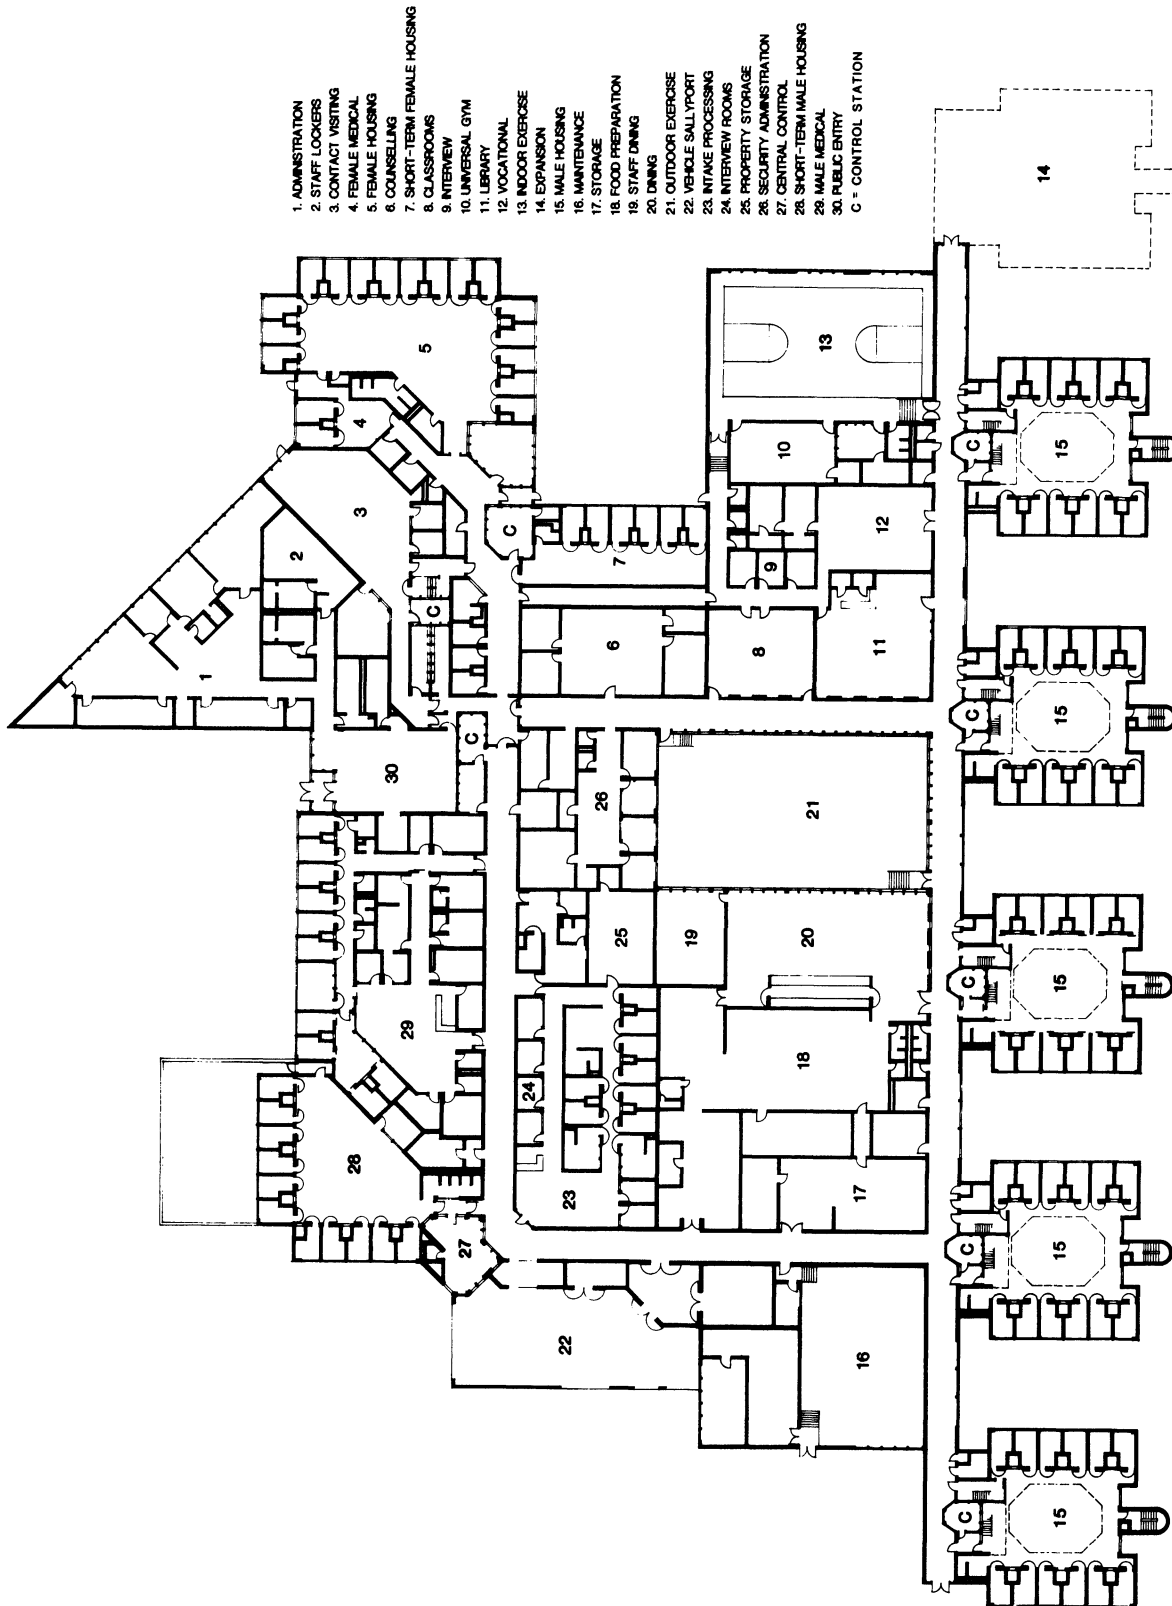 1. ADMINISTRATION
2. STAFF LOCKERS
3. CONTACT VISITING
4. FEMALE MEDICAL
5. FEMALE HOUSING
6. COUNSELLING
7. SHORT-TERM FEMALE HOUSING
8. CLASSROOMS
9. INTERVIEW
10. UNIVERSAL GYM
11. LIBRARY
12. VOCATIONAL
13. INDOOR EXERCISE
14. EXPANSION
15. MALE HOUSING
16. MAINTENANCE
17. STORAGE
18. FOOD PREPARATION
19. STAFF DINING
20. DINING
21. OUTDOOR EXERCISE
22. VEHICLE SALLYPORT
23. INTAKE PROCESSING
24. INTERVIEW ROOMS
25. PROPERTY STORAGE
26. SECURITY ADMINISTRATION
27. CENTRAL CONTROL
28. SHORT-TERM MALE HOUSING
29. MALE MEDICAL
30. PUBLIC ENTRY
C = CONTROL STATION
1
2
3
4
5
30
C
C
C
28
29
27
6
7
26
25
24
23
22
8
9
10
11
12
13
21
19
20
18
17
16
14
C
C
C
C
C
15
15
15
15
15